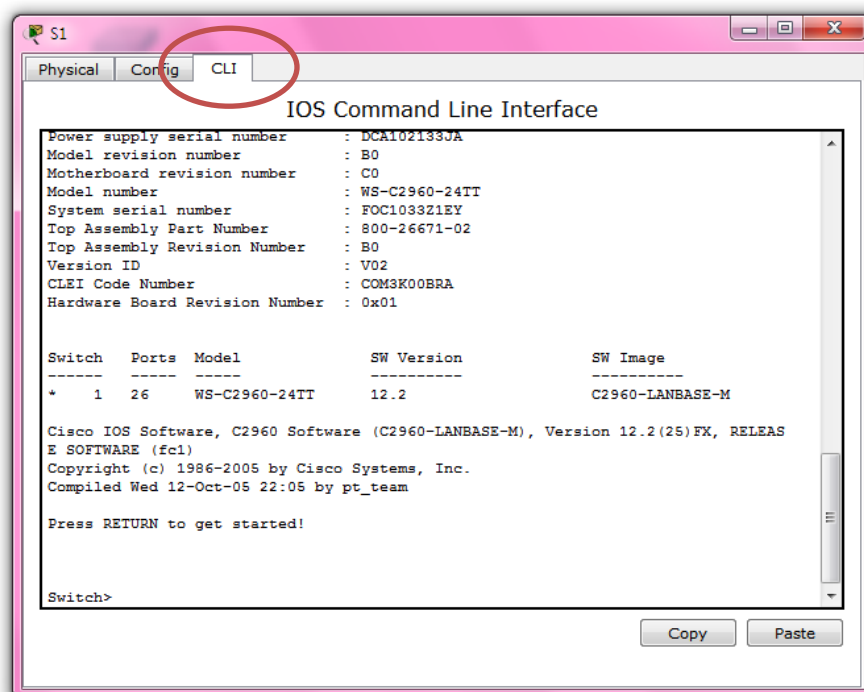 S1
Physical Config CLI
IOS Command Line Interface
Power supply serial number : DCA102133JA
Model revision number : B0
Motherboard revision number : C0
Model number : WS-C2960-24TT
System serial number : FOC1033Z1EY
Top Assembly Part Number : 800-26671-02
Top Assembly Revision Number : B0
Version ID : V02
CLEI Code Number : COM3K00BRA
Hardware Board Revision Number : 0x01
Switch Ports Model SW Version SW Image
------ ----- ----- ---------- ----------
* 1 26 WS-C2960-24TT 12.2 C2960-LANBASE-M
Cisco IOS Software, C2960 Software (C2960-LANBASE-M), Version 12.2(25)FX, RELEAS
E SOFTWARE (fc1)
Copyright (c) 1986-2005 by Cisco Systems, Inc.
Compiled Wed 12-Oct-05 22:05 by pt_team
Press RETURN to get started!
Switch>
Copy Paste